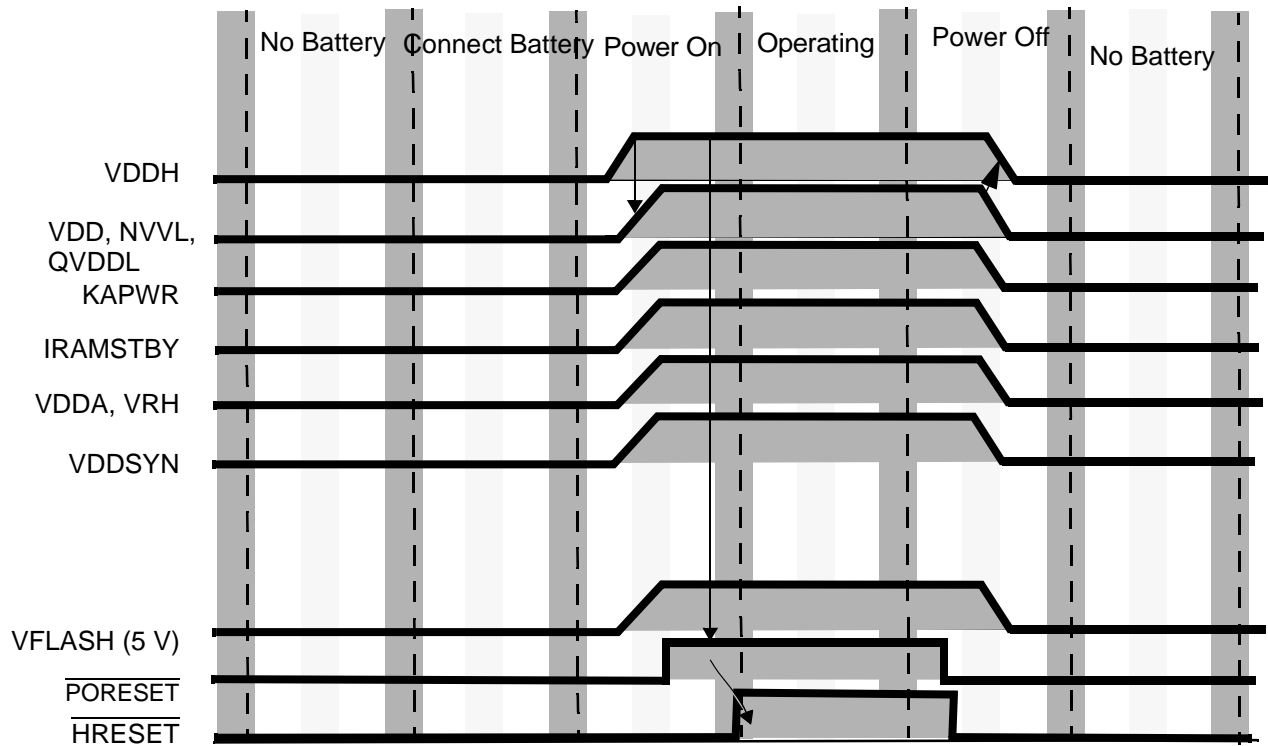 No Battery
Connect Battery
Power On
Operating
Power Off
No Battery
VDDH
VDD, NVVL,
QVDDL
KAPWR
IRAMSTBY
VDDA, VRH
VDDSYN
VFLASH (5 V)
PORESET
HRESET